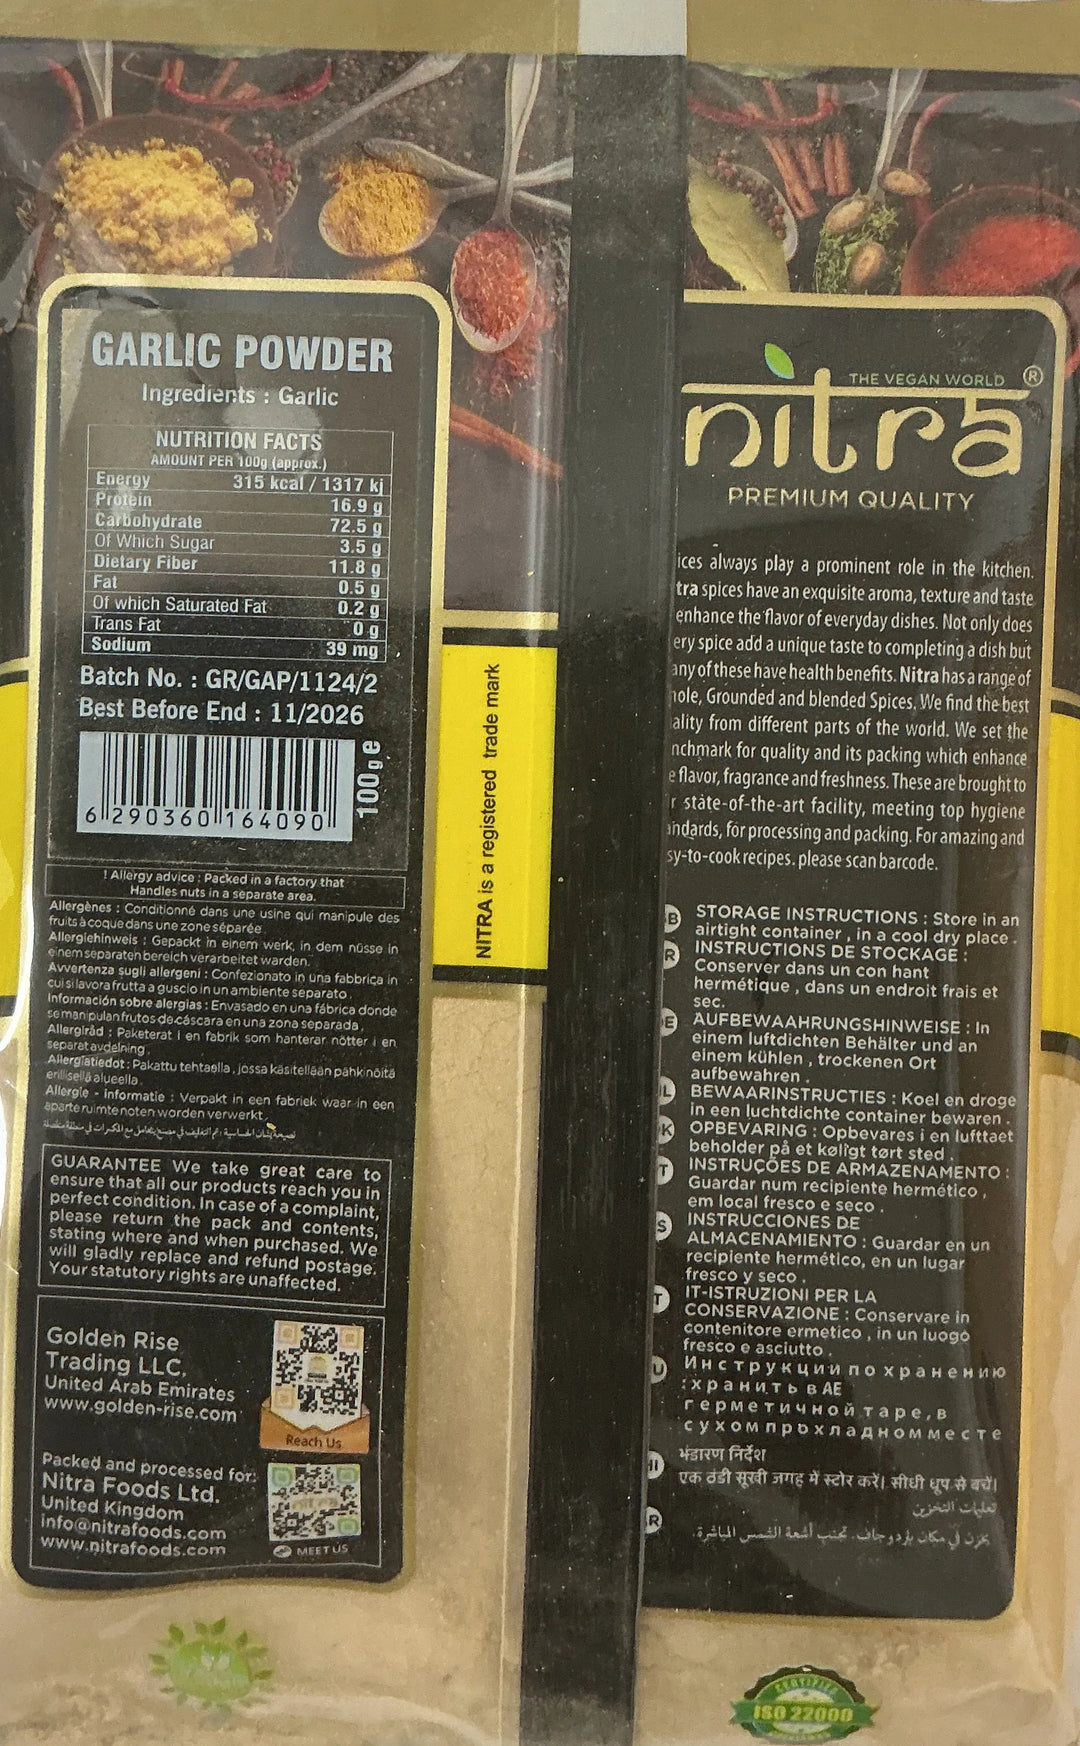 GARLIC POWDER
Ingredients : Garlic
NUTRITION FACTS
AMOUNT PER 100g (approx.)
Energy 315 kcal / 1317 kj
Protein 16.9 g
Carbohydrate 72.5 g
Of Which Sugar 3.5 g
Dietary Fiber 11.8 g
Fat 0.5 g
Of which Saturated Fat 0.2 g
Trans Fat 0 g
Sodium 39 mg
Batch No. : GR/GAP/1124/2
Best Before End : 11/2026
6 290360 164090
100g e
! Allergy advice : Packed in a factory that
Handles nuts in a separate area.
Allergènes : Conditionné dans une usine qui manipule des
fruits à coque dans une zone séparée.
Allergiehinweis : Gepackt in einem werk, in dem nüsse in
einem separaten bereich verarbeitet warden.
Avvertenza sugli allergeni : Confezionato in una fabbrica in
cui si lavora frutta a guscio in un ambiente separato.
Información sobre alergias : Envasado en una fábrica donde
se manipulan frutos de cáscara en una zona separada.
Allergiråd : Paketerat i en fabrik som hanterar nötter i en
separat avdelning.
Allergiatiedot : Pakattu tehtaella, jossa käsitellään pähkinöitä
erillisellä alueella.
Allergie - Informatie : Verpakt in een fabriek waar in een
aparte ruimte noten worden verwerkt.
GUARANTEE We take great care to
ensure that all our products reach you in
perfect condition. In case of a complaint,
please return the pack and contents,
stating where and when purchased. We
will gladly replace and refund postage.
Your statutory rights are unaffected.
Golden Rise
Trading LLC,
United Arab Emirates
www.golden-rise.com
Reach Us
Packed and processed for:
Nitra Foods Ltd.
United Kingdom
info@nitrafoods.com
www.nitrafoods.com
MEET US
NITRA is a registered trade mark
THE VEGAN WORLD ®
nitra
PREMIUM QUALITY
ices always play a prominent role in the kitchen.
tra spices have an exquisite aroma, texture and taste
enhance the flavor of everyday dishes. Not only does
ery spice add a unique taste to completing a dish but
any of these have health benefits. Nitra has a range of
hole, Grounded and blended Spices. We find the best
ality from different parts of the world. We set the
nchmark for quality and its packing which enhance
e flavor, fragrance and freshness. These are brought to
r state-of-the-art facility, meeting top hygiene
andards, for processing and packing. For amazing and
sy-to-cook recipes. please scan barcode.
B STORAGE INSTRUCTIONS : Store in an
airtight container , in a cool dry place .
R INSTRUCTIONS DE STOCKAGE :
Conserver dans un con hant
hermétique , dans un endroit frais et
sec.
E AUFBEWAAHRUNGSHINWEISE : In
einem luftdichten Behälter und an
einem kühlen , trockenen Ort
aufbewahren .
L BEWAARINSTRUCTIES : Koel en droge
in een luchtdichte container bewaren .
K OPBEVARING : Opbevares i en lufttaet
beholder på et køligt tørt sted .
T INSTRUÇÕES DE ARMAZENAMENTO :
Guardar num recipiente hermético ,
em local fresco e seco .
S INSTRUCCIONES DE
ALMACENAMIENTO : Guardar en un
recipiente hermético, en un lugar
fresco y seco .
T IT-ISTRUZIONI PER LA
CONSERVAZIONE : Conservare in
contenitore ermetico , in un luogo
fresco e asciutto .
U Инструкции по хранению
:хранить в АЕ
герметичной таре, в
сухом прохладном месте
HI भंडारण निर्देश
एक ठंडी सूखी जगह में स्टोर करें। सीधी धूप से बचें।
تعليمات التخزين
R يخزن في مكان بارد وجاف. تجنب أشعة الشمس المباشرة.
CERTIFIED
ISO 22000